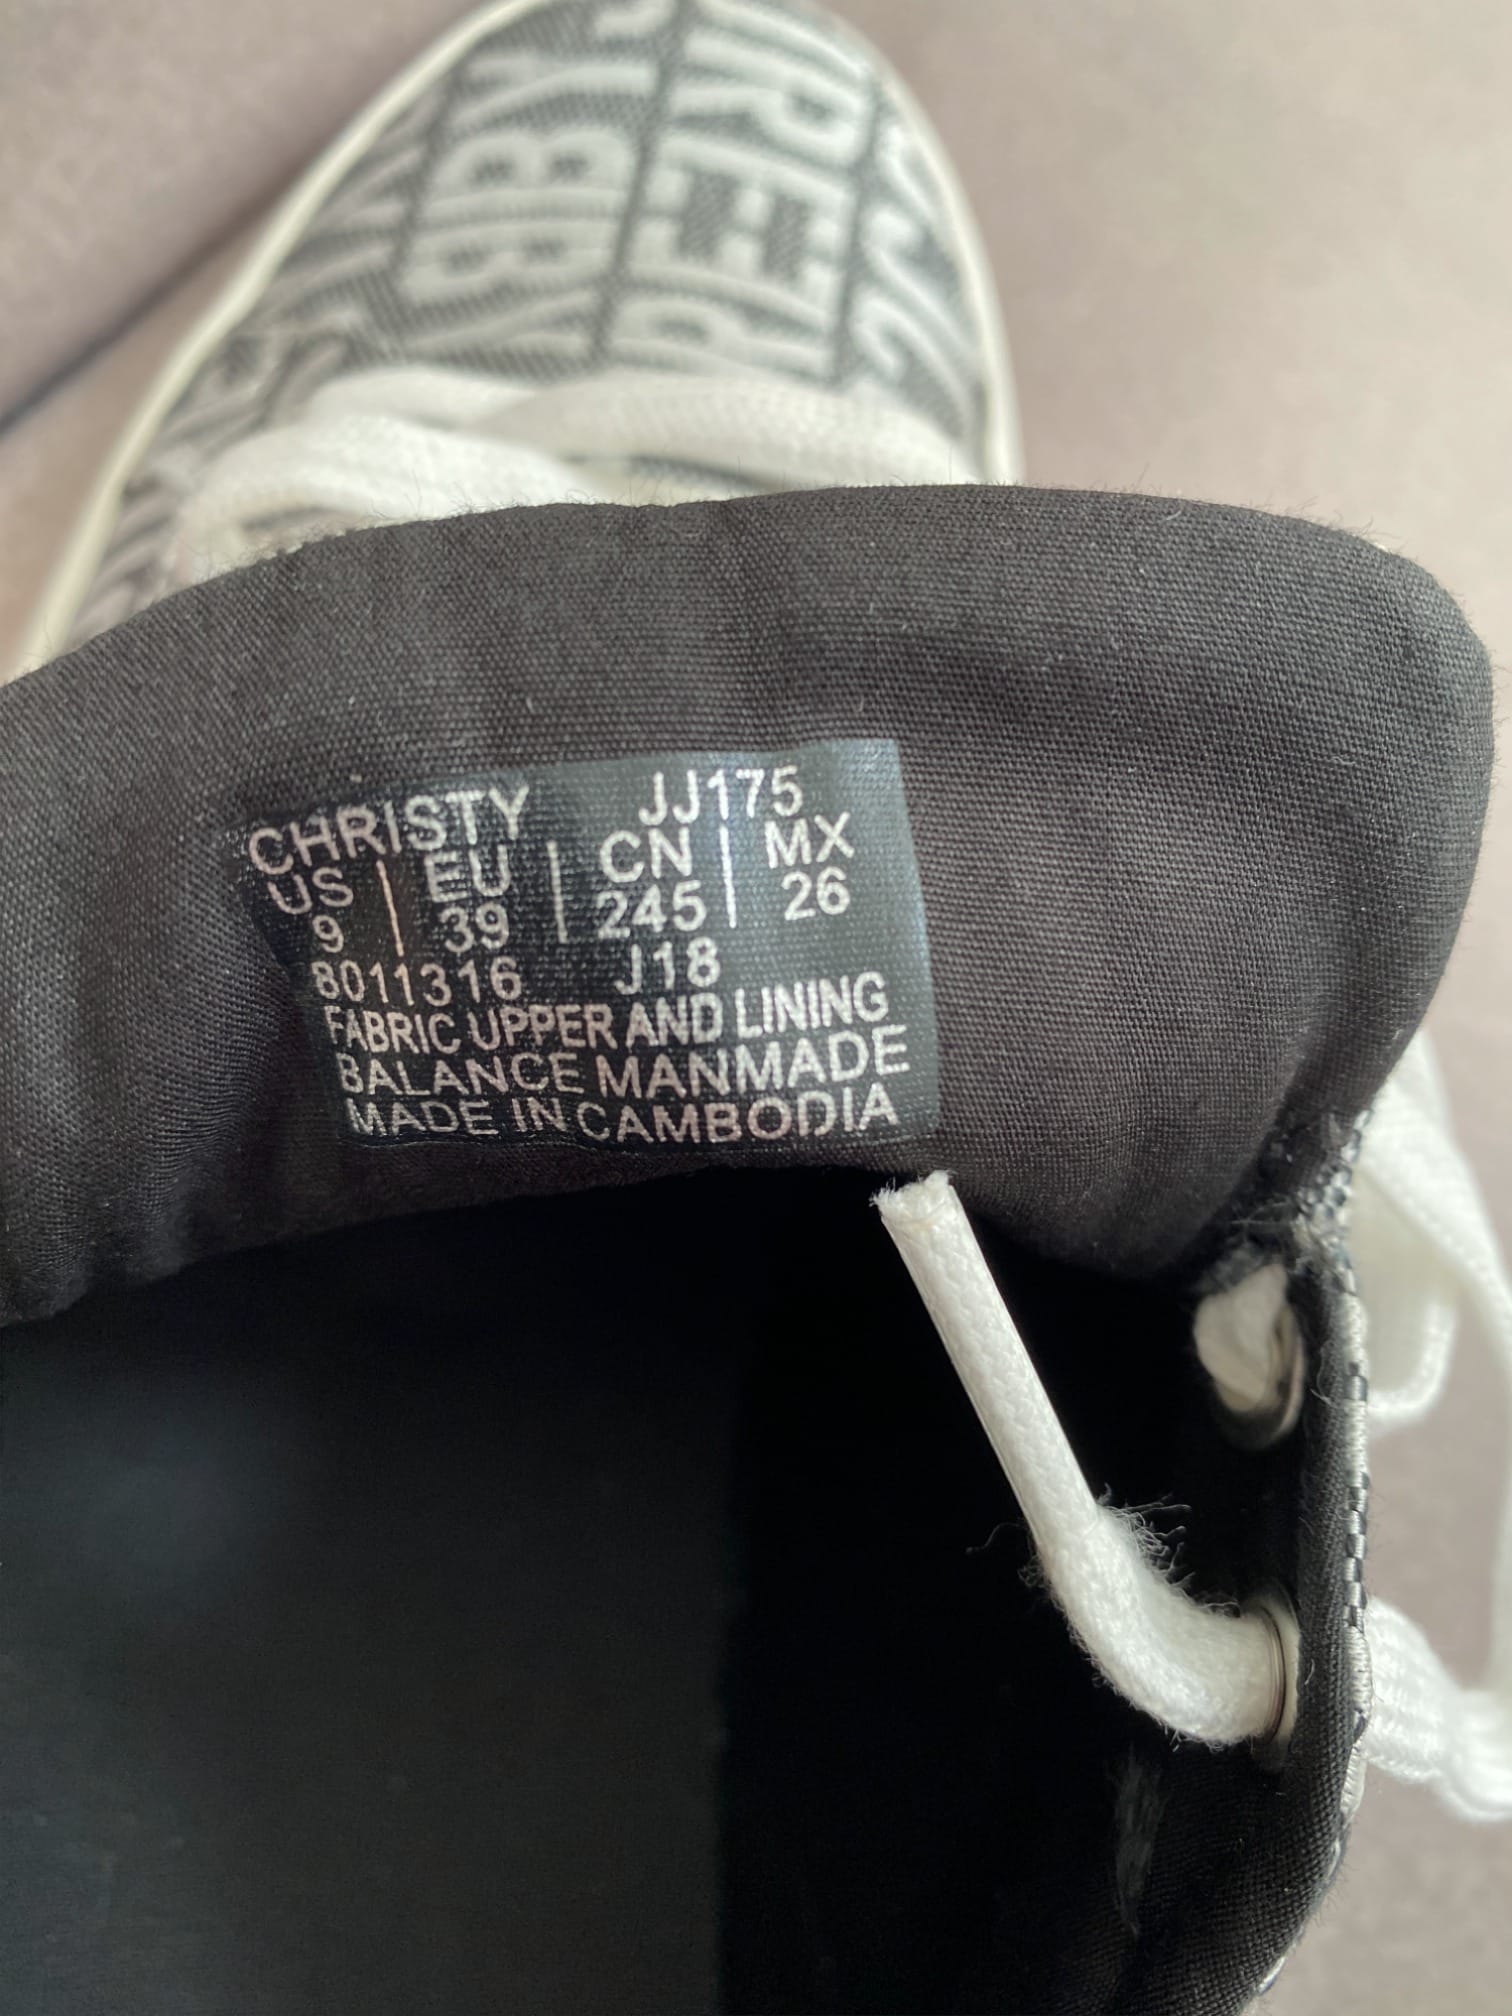 CHRISTY JJ175
US | EU | CN | MX
9 | 39 | 245 | 26
8011316 J18
FABRIC UPPER AND LINING
BALANCE MANMADE
MADE IN CAMBODIA